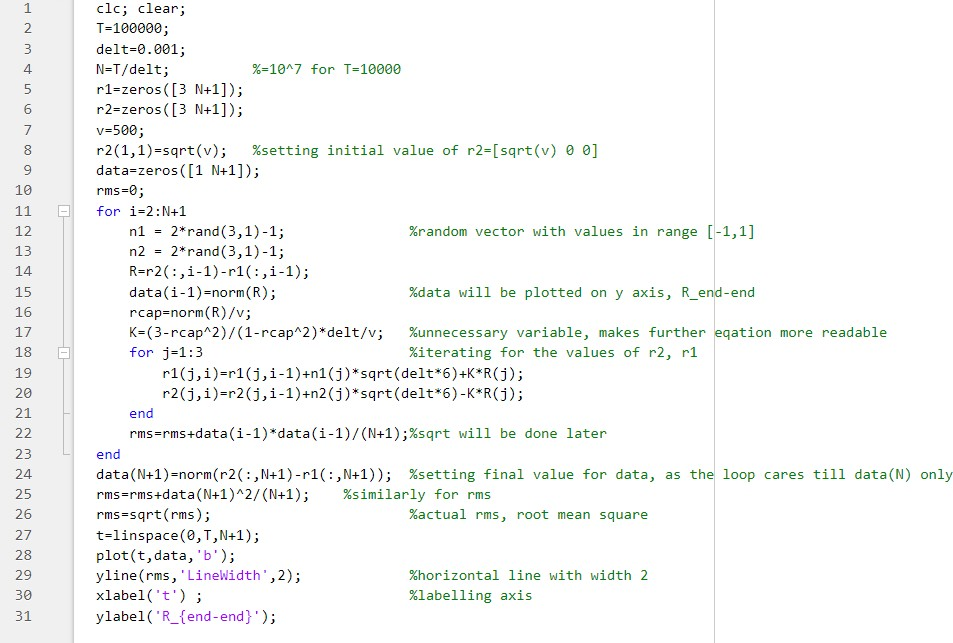 1 clc; clear;
2 T=100000;
3 delt=0.001;
4 N=T/delt; %=10^7 for T=10000
5 r1=zeros([3 N+1]);
6 r2=zeros([3 N+1]);
7 v=500;
8 r2(1,1)=sqrt(v); %setting initial value of r2=[sqrt(v) 0 0]
9 data=zeros([1 N+1]);
10 rms=0;
11 for i=2:N+1
12 n1 = 2*rand(3,1)-1; %random vector with values in range [-1,1]
13 n2 = 2*rand(3,1)-1;
14 R=r2(:,i-1)-r1(:,i-1);
15 data(i-1)=norm(R); %data will be plotted on y axis, R_end-end
16 rcap=norm(R)/v;
17 K=(3-rcap^2)/(1-rcap^2)*delt/v; %unnecessary variable, makes further eqation more readable
18 for j=1:3 %iterating for the values of r2, r1
19 r1(j,i)=r1(j,i-1)+n1(j)*sqrt(delt*6)+K*R(j);
20 r2(j,i)=r2(j,i-1)+n2(j)*sqrt(delt*6)-K*R(j);
21 end
22 rms=rms+data(i-1)*data(i-1)/(N+1);%sqrt will be done later
23 end
24 data(N+1)=norm(r2(:,N+1)-r1(:,N+1)); %setting final value for data, as the loop cares till data(N) only
25 rms=rms+data(N+1)^2/(N+1); %similarly for rms
26 rms=sqrt(rms); %actual rms, root mean square
27 t=linspace(0,T,N+1);
28 plot(t,data,'b');
29 yline(rms,'LineWidth',2); %horizontal line with width 2
30 xlabel('t') ; %labelling axis
31 ylabel('R_{end-end}');